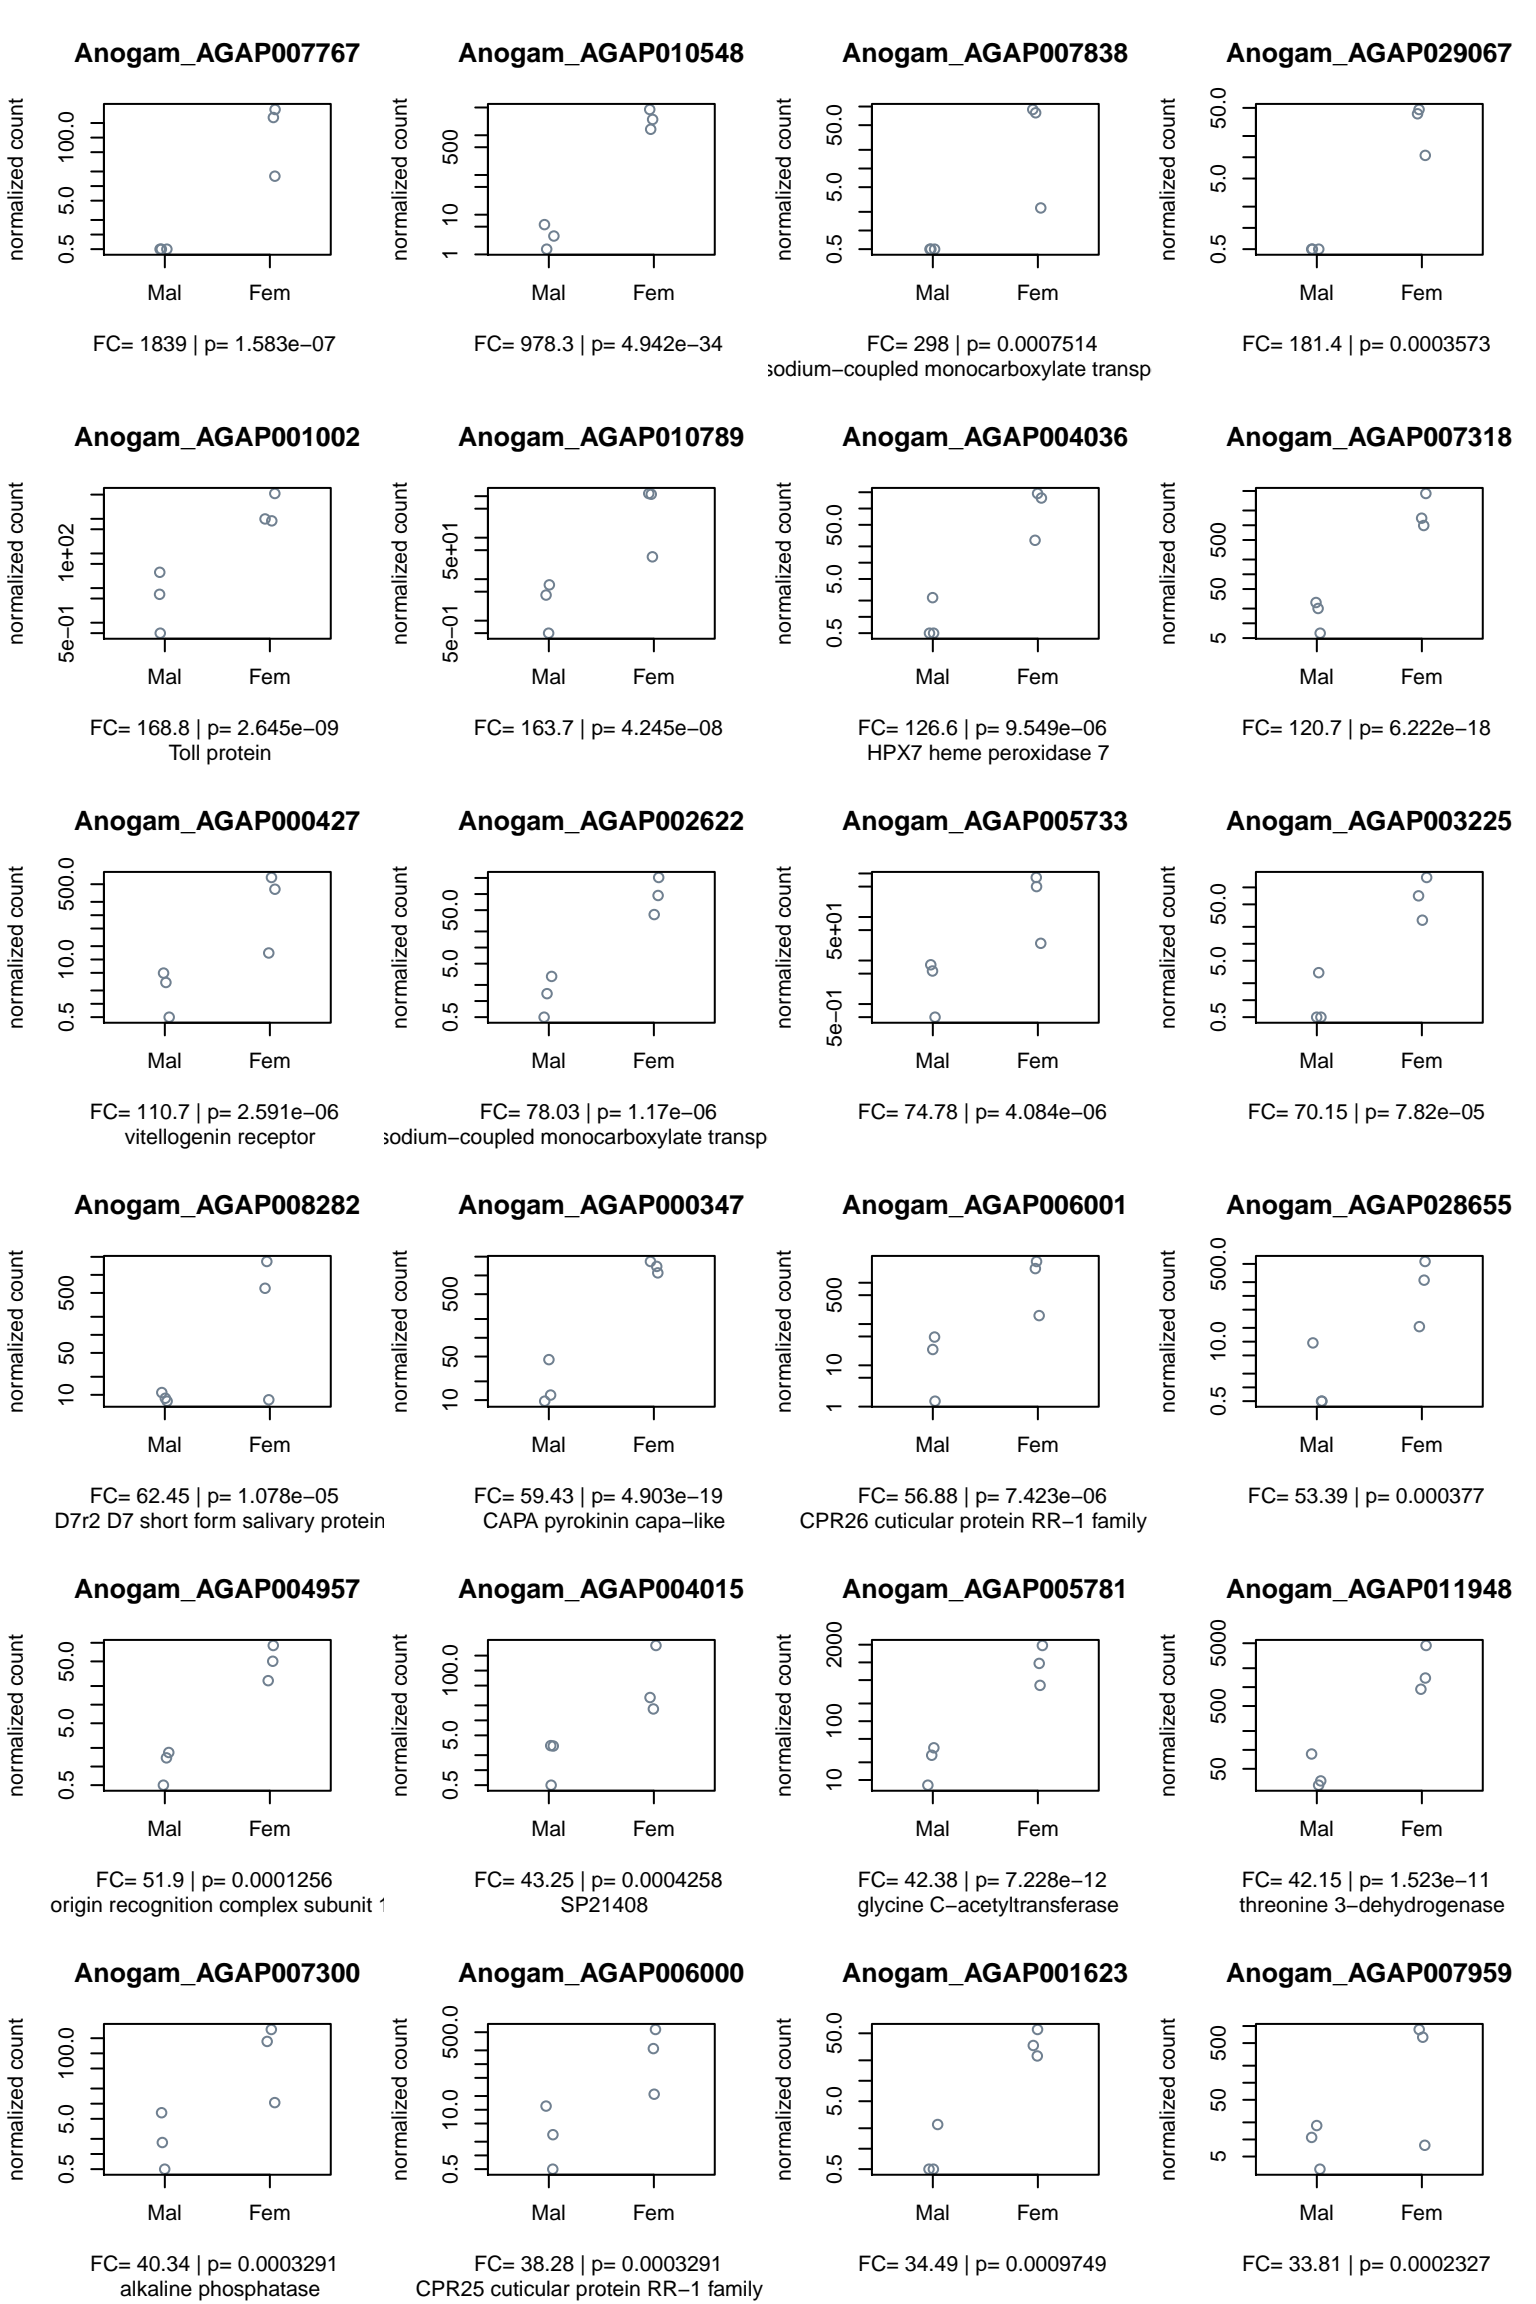 Anogam_AGAP007767 Anogam_AGAP010548 Anogam_AGAP007838 Anogam_AGAP029067
normalized count normalized count normalized count normalized count
100.0 5.0 0.5
500 10 1
50.0 5.0 0.5
50.0 5.0 0.5
Mal Fem Mal Fem Mal Fem Mal Fem
FC= 1839 | p= 1.583e−07 FC= 978.3 | p= 4.942e−34 FC= 298 | p= 0.0007514 FC= 181.4 | p= 0.0003573
sodium−coupled monocarboxylate transp
Anogam_AGAP001002 Anogam_AGAP010789 Anogam_AGAP004036 Anogam_AGAP007318
normalized count normalized count normalized count normalized count
1e+02 5e−01
5e+01 5e−01
50.0 5.0 0.5
500 50 5
Mal Fem Mal Fem Mal Fem Mal Fem
FC= 168.8 | p= 2.645e−09 FC= 163.7 | p= 4.245e−08 FC= 126.6 | p= 9.549e−06 FC= 120.7 | p= 6.222e−18
Toll protein HPX7 heme peroxidase 7
Anogam_AGAP000427 Anogam_AGAP002622 Anogam_AGAP005733 Anogam_AGAP003225
normalized count normalized count normalized count normalized count
500.0 10.0 0.5
50.0 5.0 0.5
5e+01 5e−01
50.0 5.0 0.5
Mal Fem Mal Fem Mal Fem Mal Fem
FC= 110.7 | p= 2.591e−06 FC= 78.03 | p= 1.17e−06 FC= 74.78 | p= 4.084e−06 FC= 70.15 | p= 7.82e−05
vitellogenin receptor sodium−coupled monocarboxylate transp
Anogam_AGAP008282 Anogam_AGAP000347 Anogam_AGAP006001 Anogam_AGAP028655
normalized count normalized count normalized count normalized count
500 50 10
500 50 10
500 10 1
500.0 10.0 0.5
Mal Fem Mal Fem Mal Fem Mal Fem
FC= 62.45 | p= 1.078e−05 FC= 59.43 | p= 4.903e−19 FC= 56.88 | p= 7.423e−06 FC= 53.39 | p= 0.000377
D7r2 D7 short form salivary protein CAPA pyrokinin capa−like CPR26 cuticular protein RR−1 family
Anogam_AGAP004957 Anogam_AGAP004015 Anogam_AGAP005781 Anogam_AGAP011948
normalized count normalized count normalized count normalized count
50.0 5.0 0.5
100.0 5.0 0.5
2000 100 10
5000 500 50
Mal Fem Mal Fem Mal Fem Mal Fem
FC= 51.9 | p= 0.0001256 FC= 43.25 | p= 0.0004258 FC= 42.38 | p= 7.228e−12 FC= 42.15 | p= 1.523e−11
origin recognition complex subunit 1 SP21408 glycine C−acetyltransferase threonine 3−dehydrogenase
Anogam_AGAP007300 Anogam_AGAP006000 Anogam_AGAP001623 Anogam_AGAP007959
normalized count normalized count normalized count normalized count
100.0 5.0 0.5
500.0 10.0 0.5
50.0 5.0 0.5
500 50 5
Mal Fem Mal Fem Mal Fem Mal Fem
FC= 40.34 | p= 0.0003291 FC= 38.28 | p= 0.0003291 FC= 34.49 | p= 0.0009749 FC= 33.81 | p= 0.0002327
alkaline phosphatase CPR25 cuticular protein RR−1 family